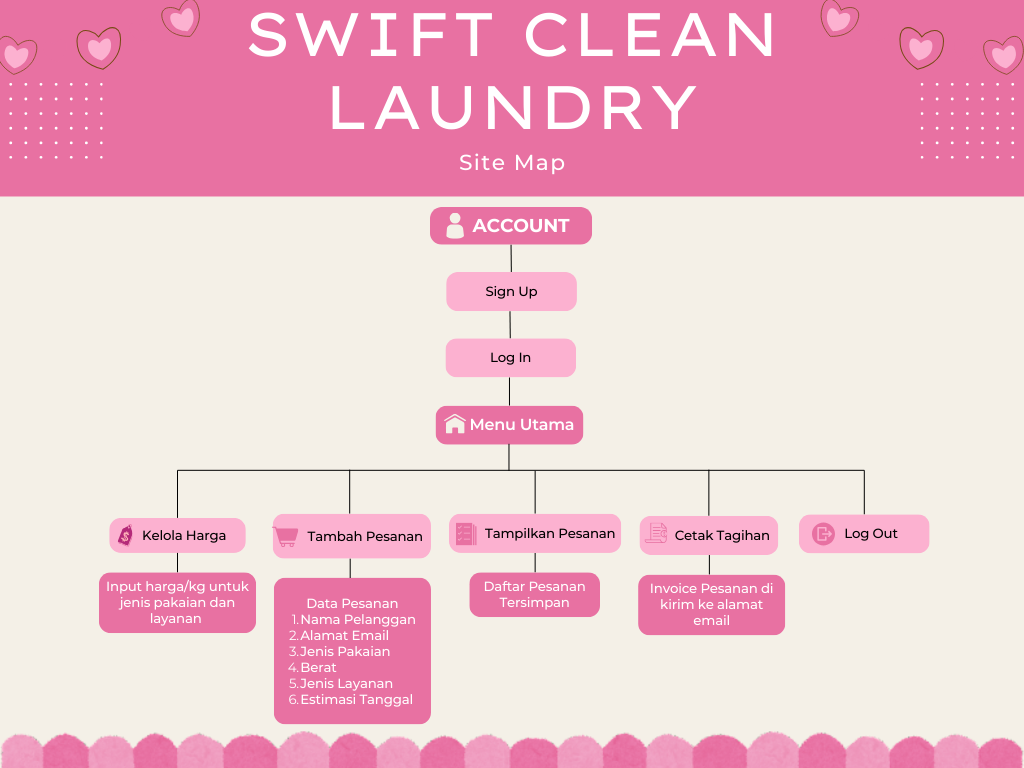 SWIFT CLEAN
LAUNDRY
Site Map
ACCOUNT
Sign Up
Log In
Menu Utama
Kelola Harga
Input harga/kg untuk
jenis pakaian dan
layanan
Tambah Pesanan
Data Pesanan
1. Nama Pelanggan
2. Alamat Email
3. Jenis Pakaian
4. Berat
5. Jenis Layanan
6. Estimasi Tanggal
Tampilkan Pesanan
Daftar Pesanan
Tersimpan
Cetak Tagihan
Invoice Pesanan di
kirim ke alamat
email
Log Out